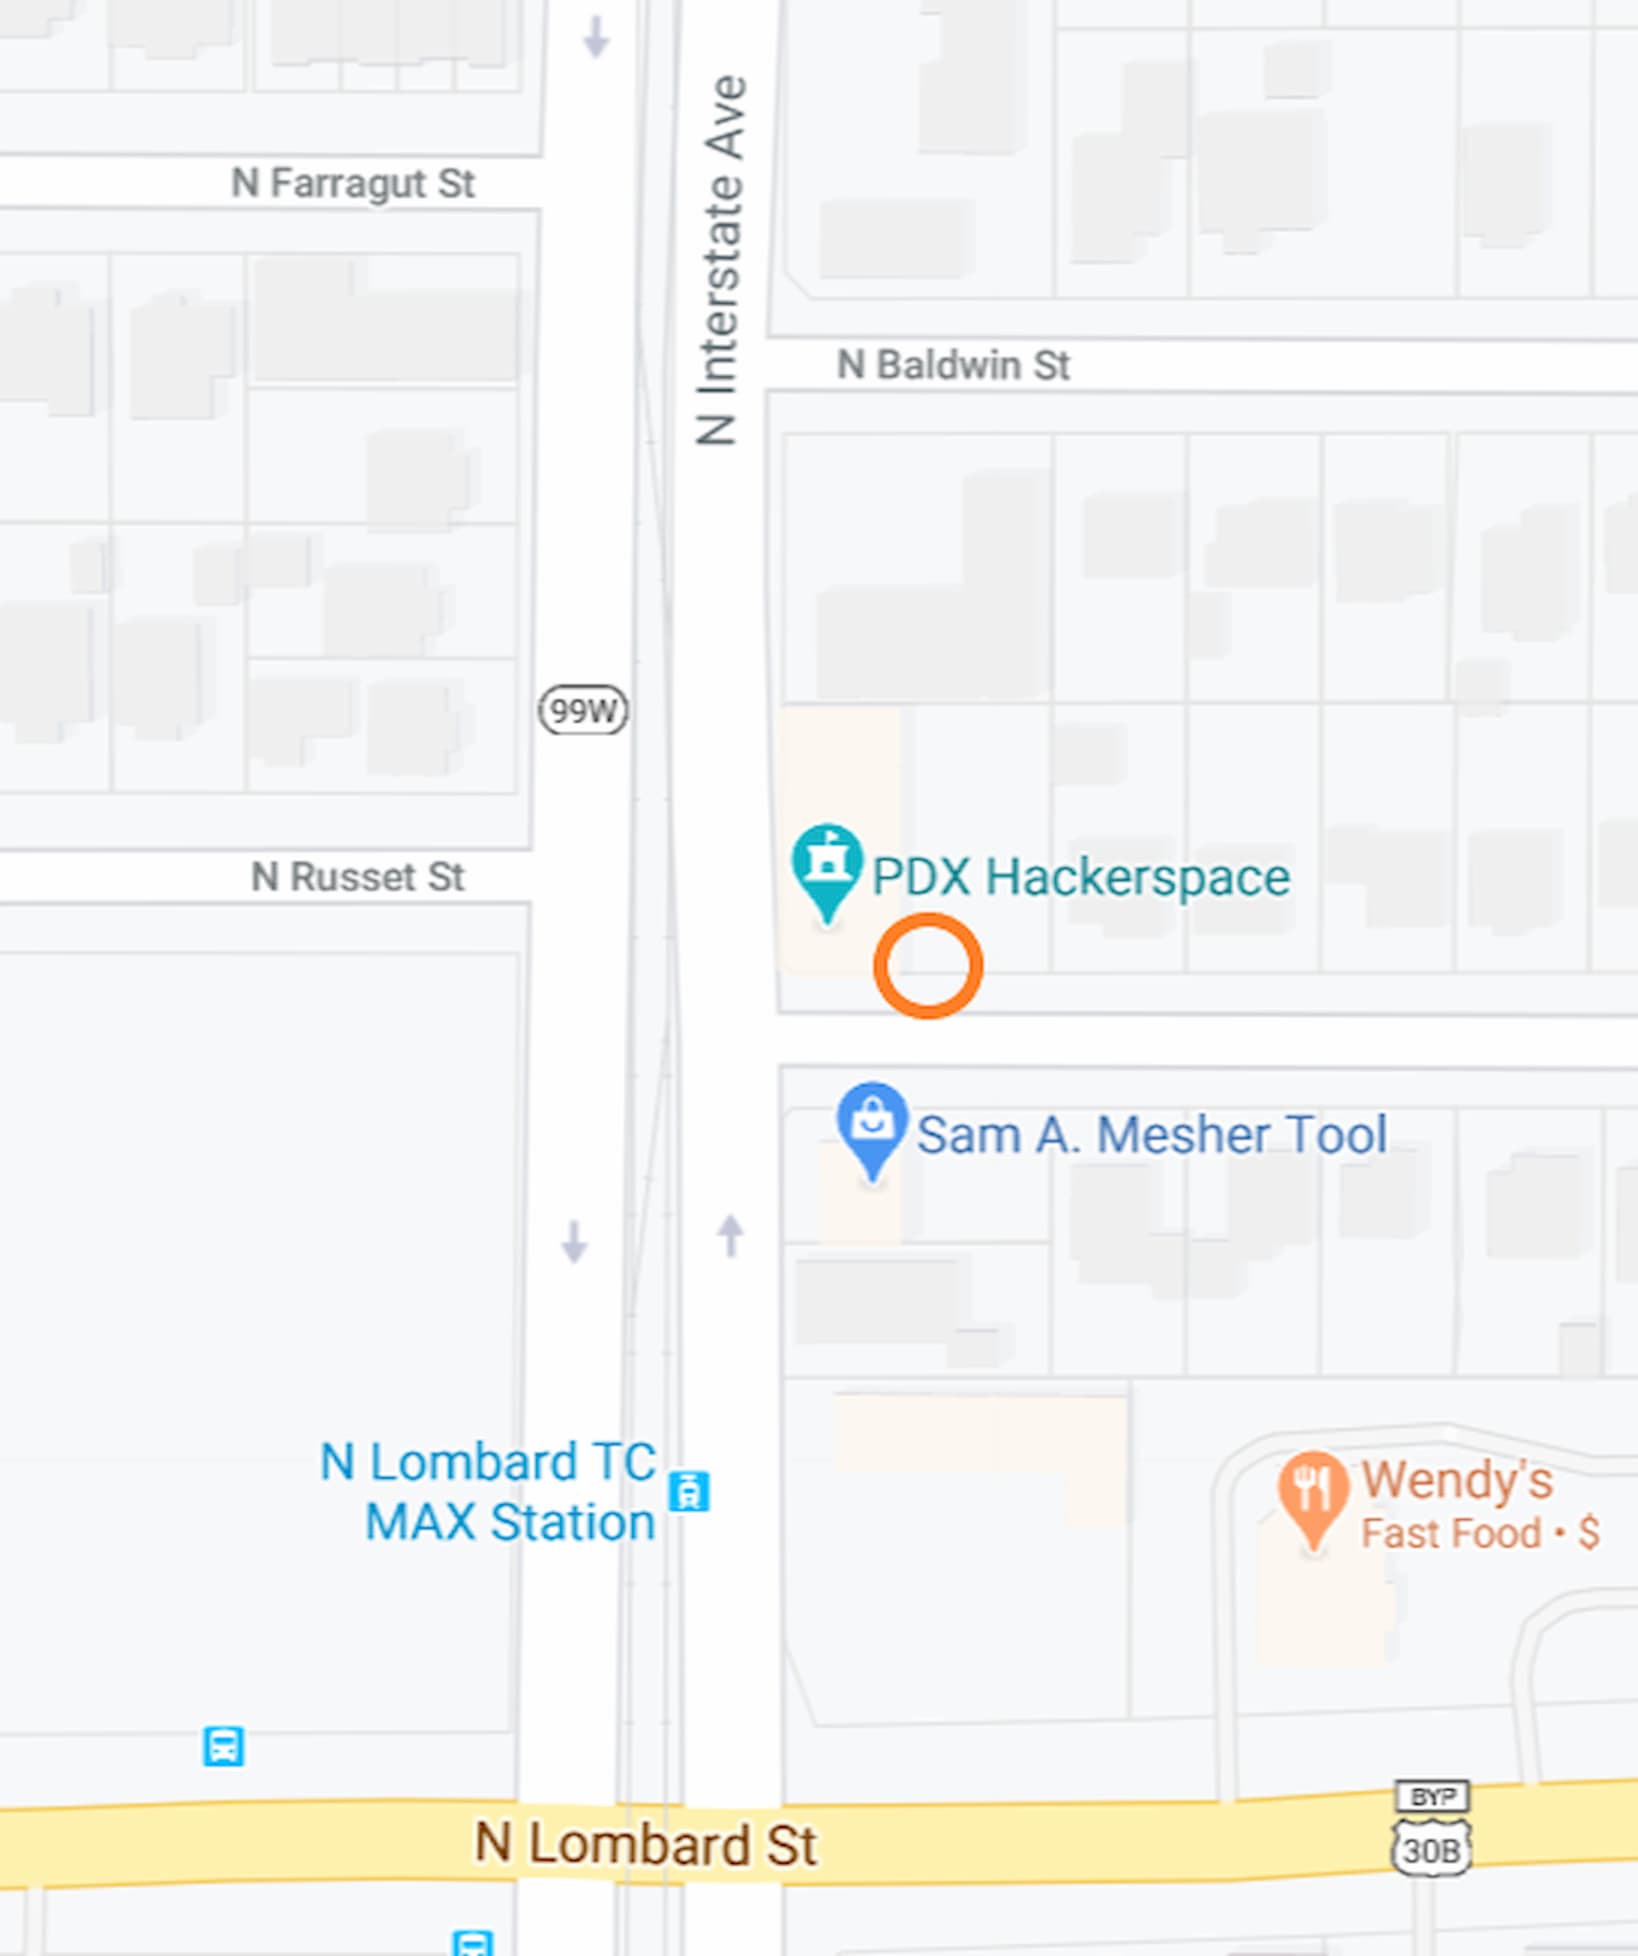 N Interstate Ave
N Farragut St
N Baldwin St
99W
N Russet St
PDX Hackerspace
Sam A. Mesher Tool
N Lombard TC
MAX Station
Wendy's
Fast Food • $
BYP
30B
N Lombard St